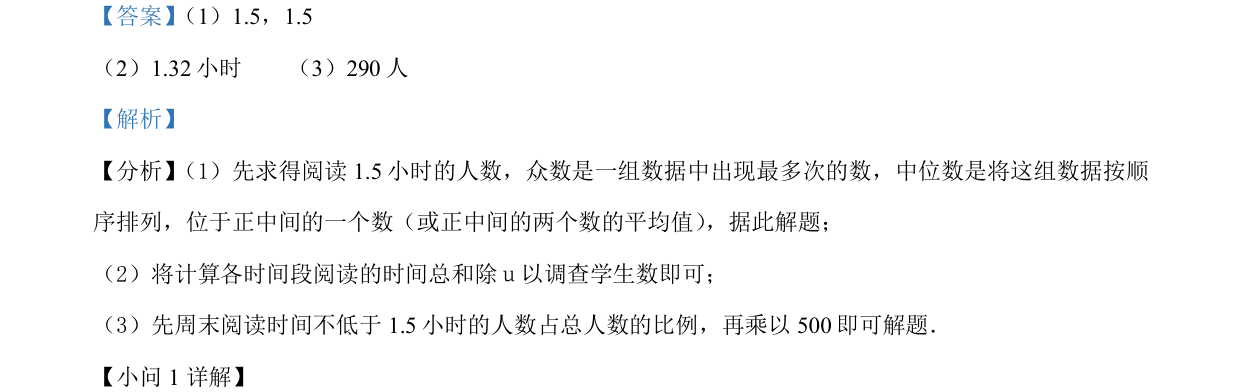 【答案】（1）1.5，1.5
（2）1.32 小时 （3）290 人
【解析】
【分析】（1）先求得阅读 1.5 小时的人数，众数是一组数据中出现最多次的数，中位数是将这组数据按顺
序排列，位于正中间的一个数（或正中间的两个数的平均值），据此解题；
（2）将计算各时间段阅读的时间总和除 u 以调查学生数即可；
（3）先周末阅读时间不低于 1.5 小时的人数占总人数的比例，再乘以 500 即可解题．
【小问 1 详解】